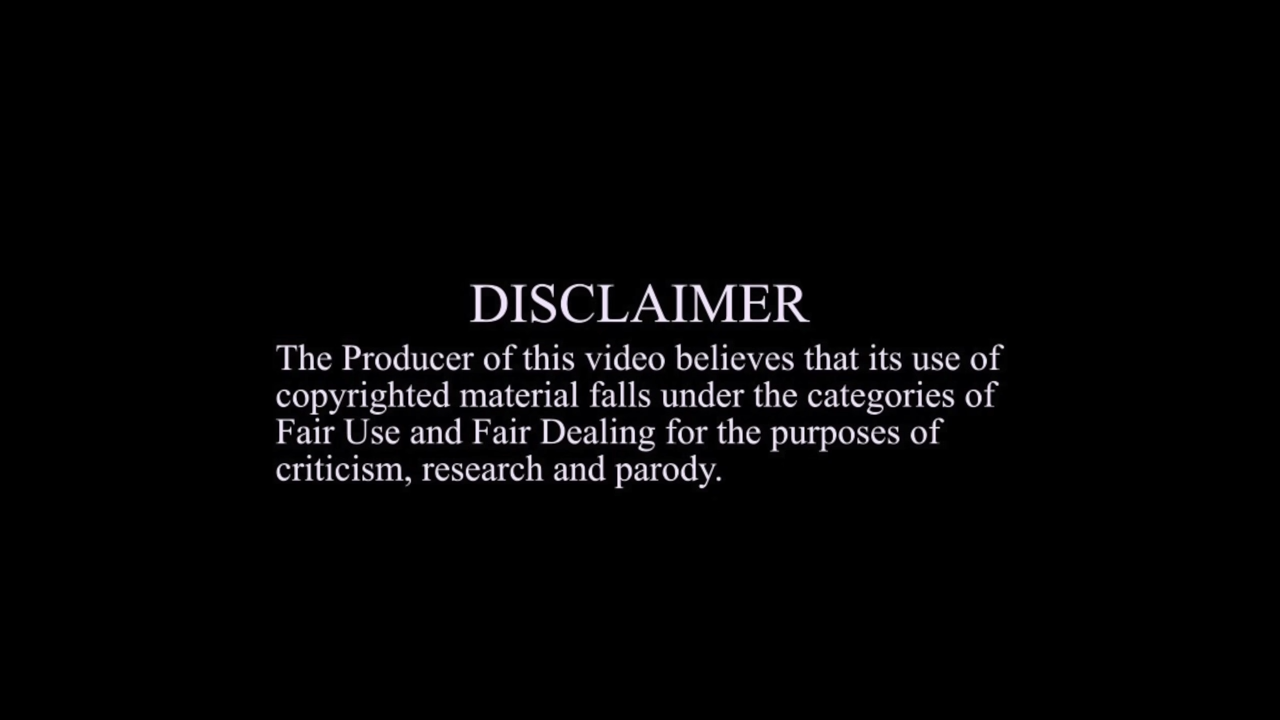 DISCLAIMER
The Producer of this video believes that its use of
copyrighted material falls under the categories of
Fair Use and Fair Dealing for the purposes of
criticism, research and parody.